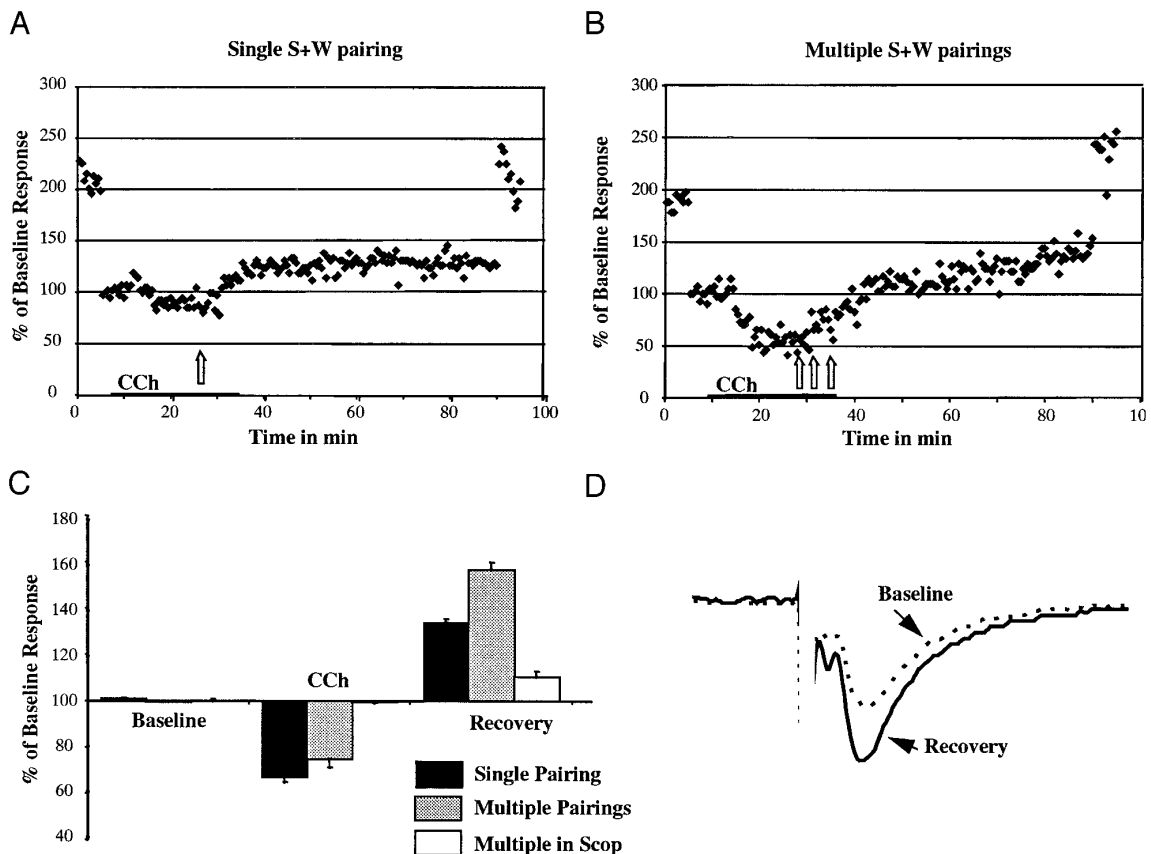 A
Single S+W pairing
% of Baseline Response
300
250
200
150
100
50
0
CCh
0
20
40
60
80
100
Time in min
B
Multiple S+W pairings
% of Baseline Response
300
250
200
150
100
50
0
CCh
0
20
40
60
80
10
Time in min
C
% of Baseline Response
180
160
140
120
100
80
60
40
Baseline
CCh
Recovery
Single Pairing
Multiple Pairings
Multiple in Scop
D
Baseline
Recovery